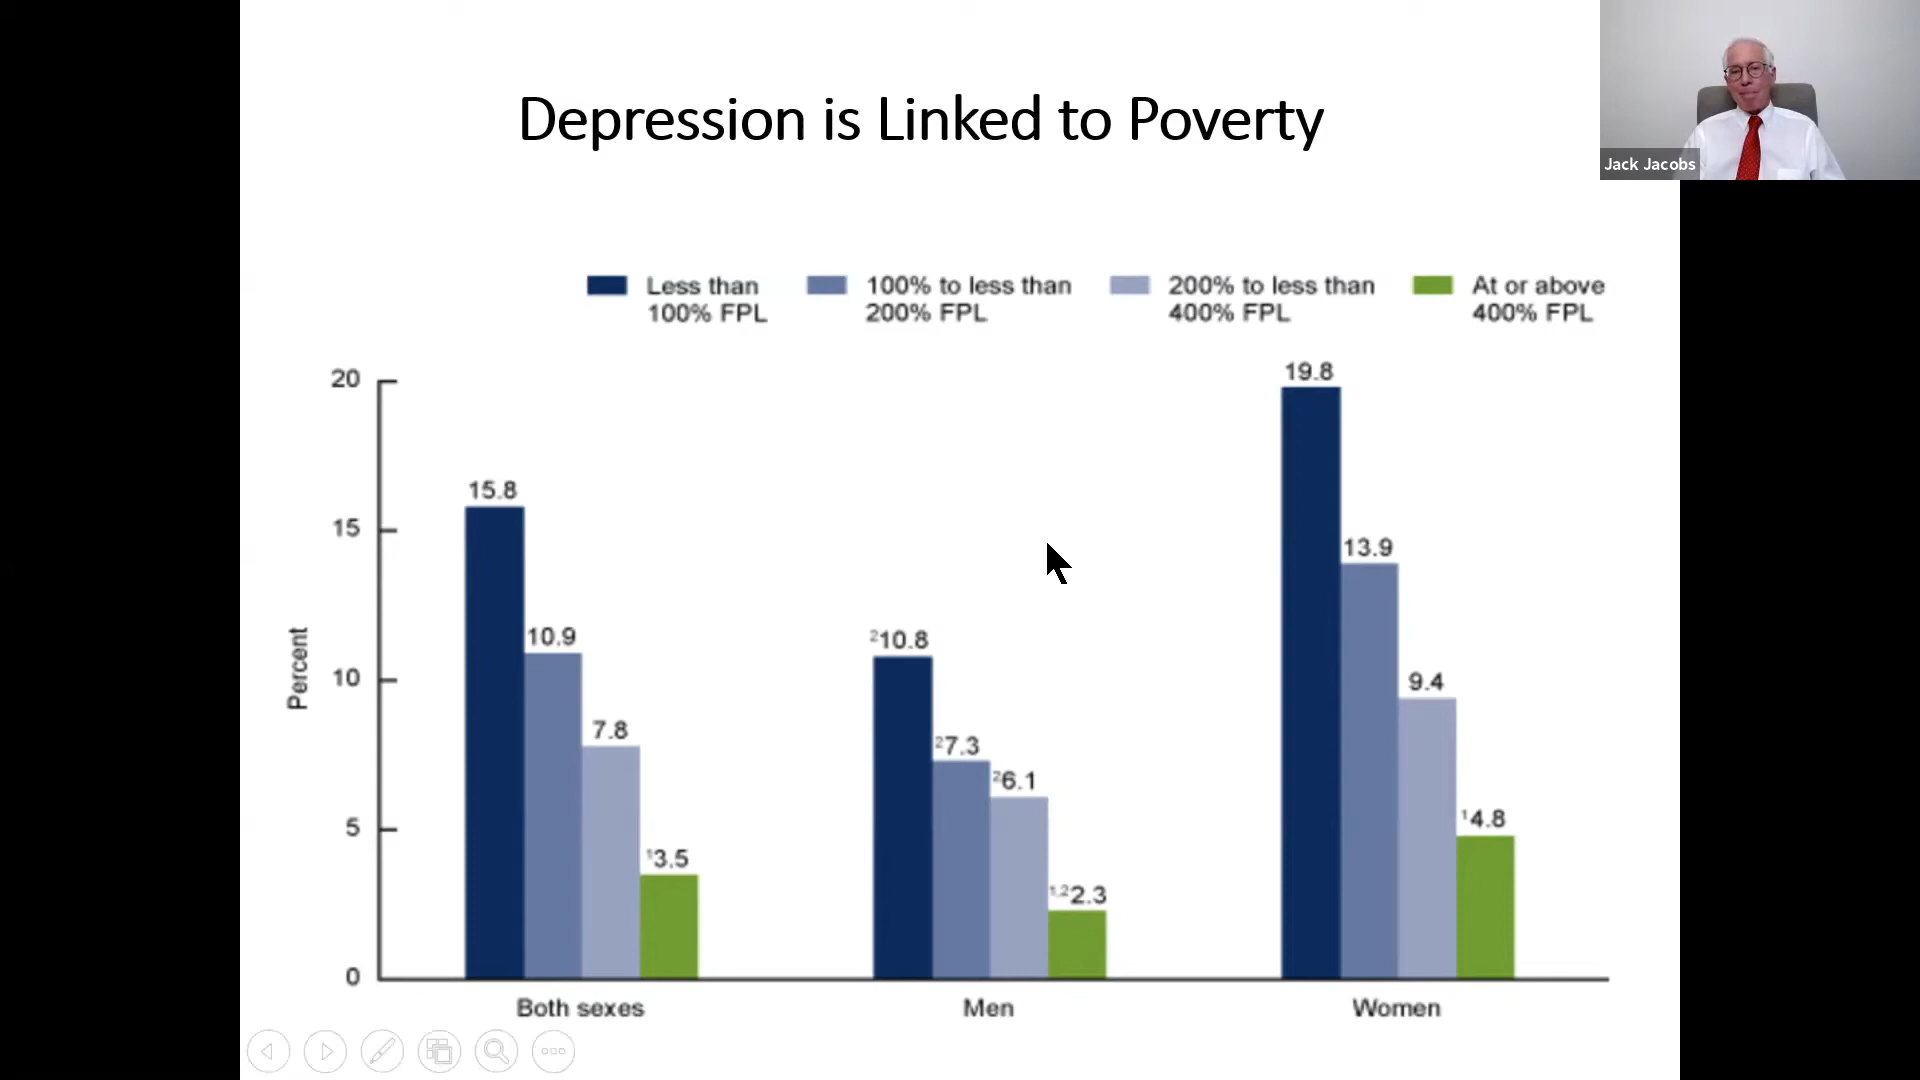 Depression is Linked to Poverty
Jack Jacobs
Less than
100% FPL
100% to less than
200% FPL
200% to less than
400% FPL
At or above
400% FPL
Percent
20
15
10
5
0
15.8
10.9
7.8
¹3.5
²10.8
²7.3
²6.1
¹,²2.3
19.8
13.9
9.4
¹4.8
Both sexes
Men
Women